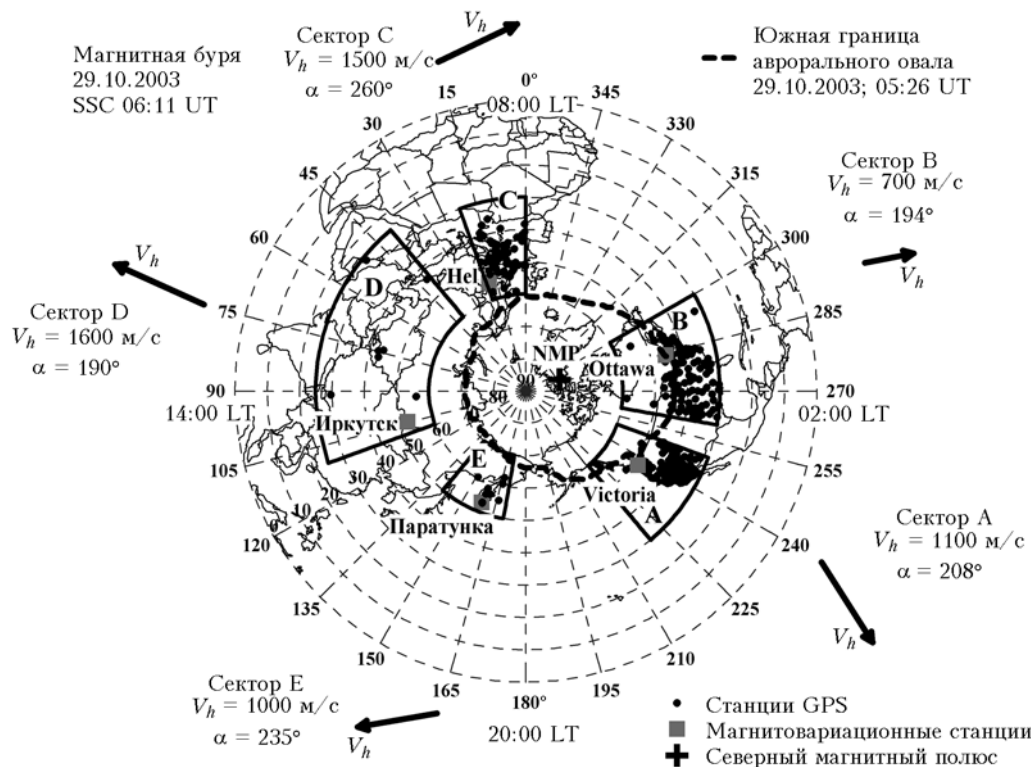 Магнитная буря
29.10.2003
SSC 06:11 UT
Сектор C
V_h = 1500 м/с
α = 260°
V_h
Южная граница
аврорального овала
29.10.2003; 05:26 UT
0°
08:00 LT
15
345
30
330
45
315
60
300
75
285
90
14:00 LT
270
02:00 LT
105
255
120
240
135
225
150
210
165
195
180°
20:00 LT
Сектор B
V_h = 700 м/с
α = 194°
V_h
V_h
Сектор D
V_h = 1600 м/с
α = 190°
C
Hel
D
B
NMP
Ottawa
90
80
Иркутск
60
50
40
30
20
10
0
E
Паратунка
Victoria
A
Сектор A
V_h = 1100 м/с
α = 208°
V_h
Сектор E
V_h = 1000 м/с
α = 235°
V_h
Станции GPS
Магнитовариационные станции
Северный магнитный полюс